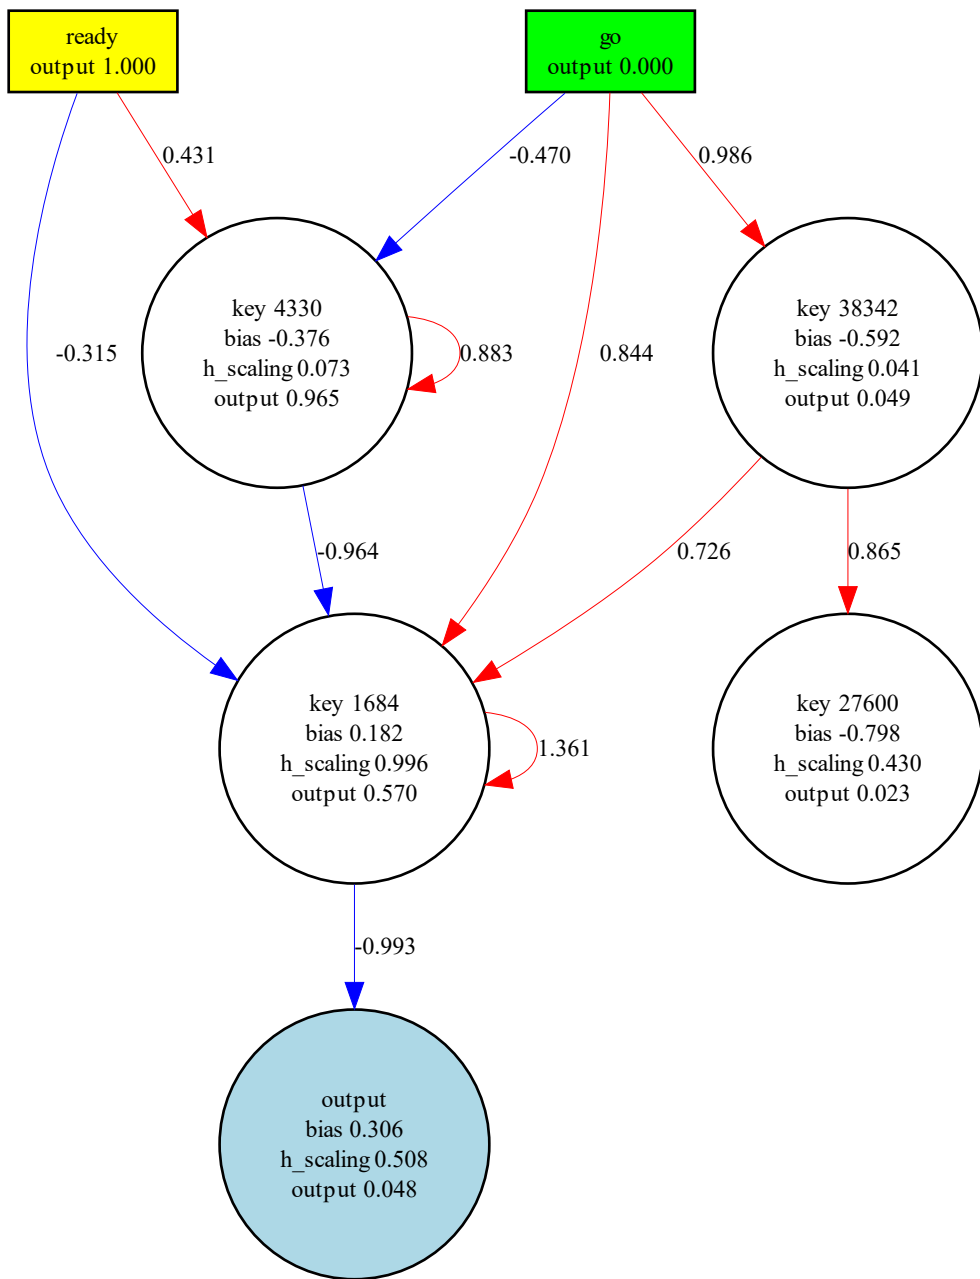 ready
output 1.000
go
output 0.000
0.431
-0.470
0.986
key 4330
bias -0.376
h_scaling 0.073
output 0.965
key 38342
bias -0.592
h_scaling 0.041
output 0.049
-0.315
0.883
0.844
-0.964
0.726
0.865
key 1684
bias 0.182
h_scaling 0.996
output 0.570
key 27600
bias -0.798
h_scaling 0.430
output 0.023
1.361
-0.993
output
bias 0.306
h_scaling 0.508
output 0.048